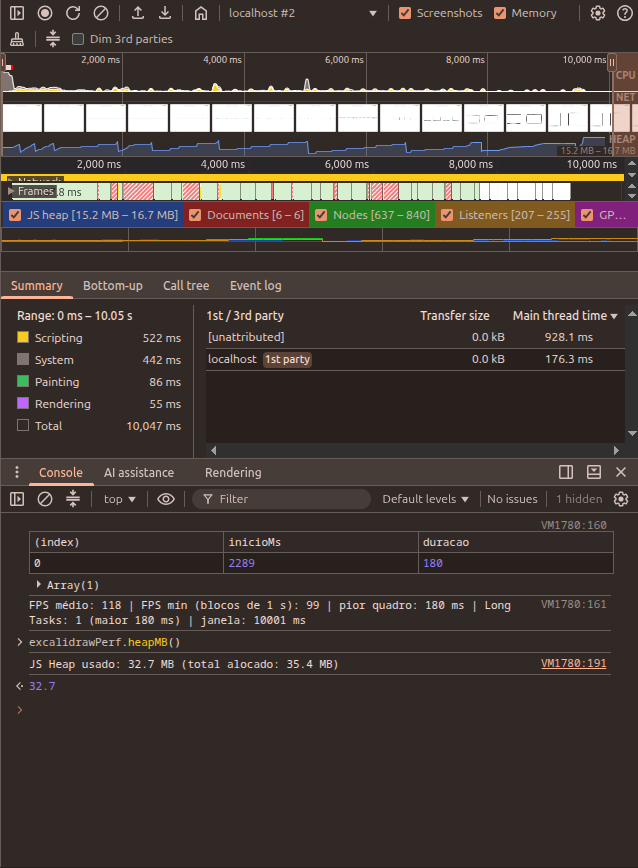 localhost #2
Screenshots
Memory
Dim 3rd parties
2,000 ms
4,000 ms
6,000 ms
8,000 ms
10,000 ms
CPU
NET
HEAP
15.2 MB – 16.7 MB
2,000 ms
4,000 ms
6,000 ms
8,000 ms
10,000 ms
Network
Frames
.8 ms
JS heap [15.2 MB – 16.7 MB]
Documents [6 – 6]
Nodes [637 – 840]
Listeners [207 – 255]
GP…
Summary
Bottom-up
Call tree
Event log
Range: 0 ms – 10.05 s
Scripting 522 ms
System 442 ms
Painting 86 ms
Rendering 55 ms
Total 10,047 ms
1st / 3rd party Transfer size Main thread time
[unattributed] 0.0 kB 928.1 ms
localhost 1st party 0.0 kB 176.3 ms
Console
AI assistance
Rendering
top
Filter
Default levels
No issues
1 hidden
VM1780:160
(index) inicioMs duracao
0 2289 180
Array(1)
FPS médio: 118 | FPS mín (blocos de 1 s): 99 | pior quadro: 180 ms | Long VM1780:161
Tasks: 1 (maior 180 ms) | janela: 10001 ms
excalidrawPerf.heapMB()
JS Heap usado: 32.7 MB (total alocado: 35.4 MB) VM1780:191
32.7